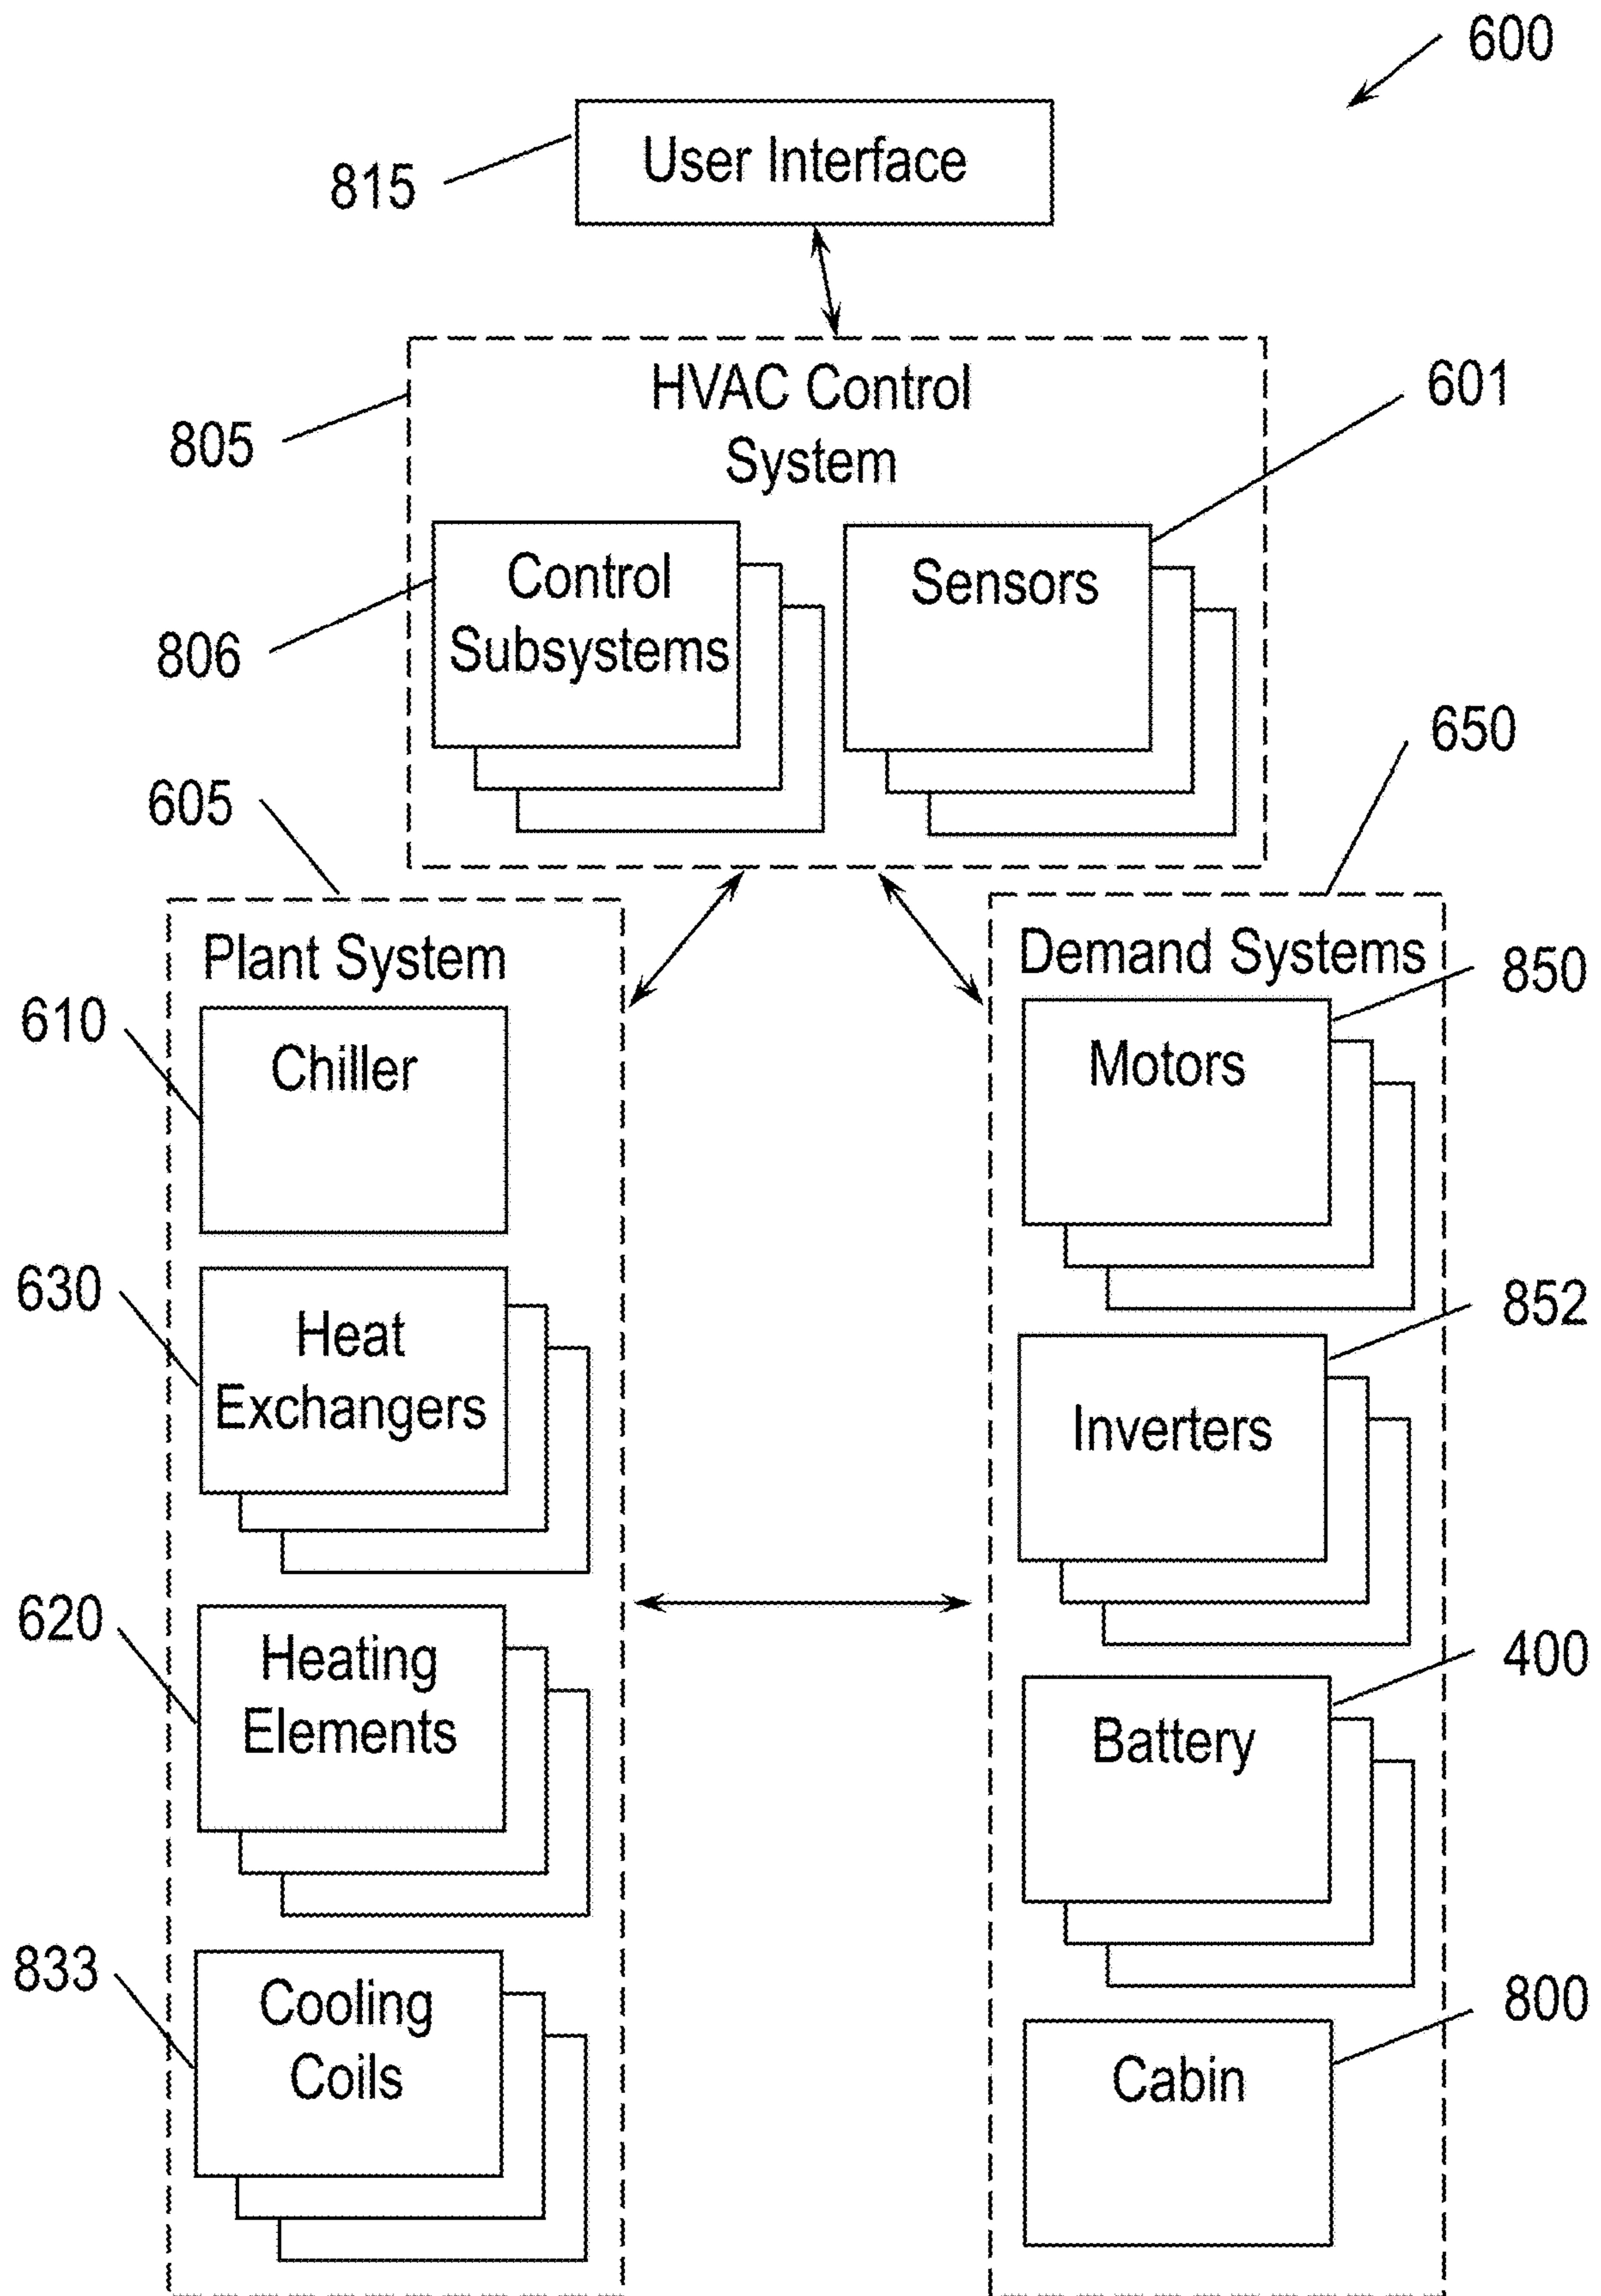 600
User Interface
815
HVAC Control
System
805
601
Control
Subsystems
806
Sensors
605
650
Plant System
610
Chiller
630
Heat
Exchangers
620
Heating
Elements
833
Cooling
Coils
Demand Systems
850
Motors
852
Inverters
400
Battery
800
Cabin